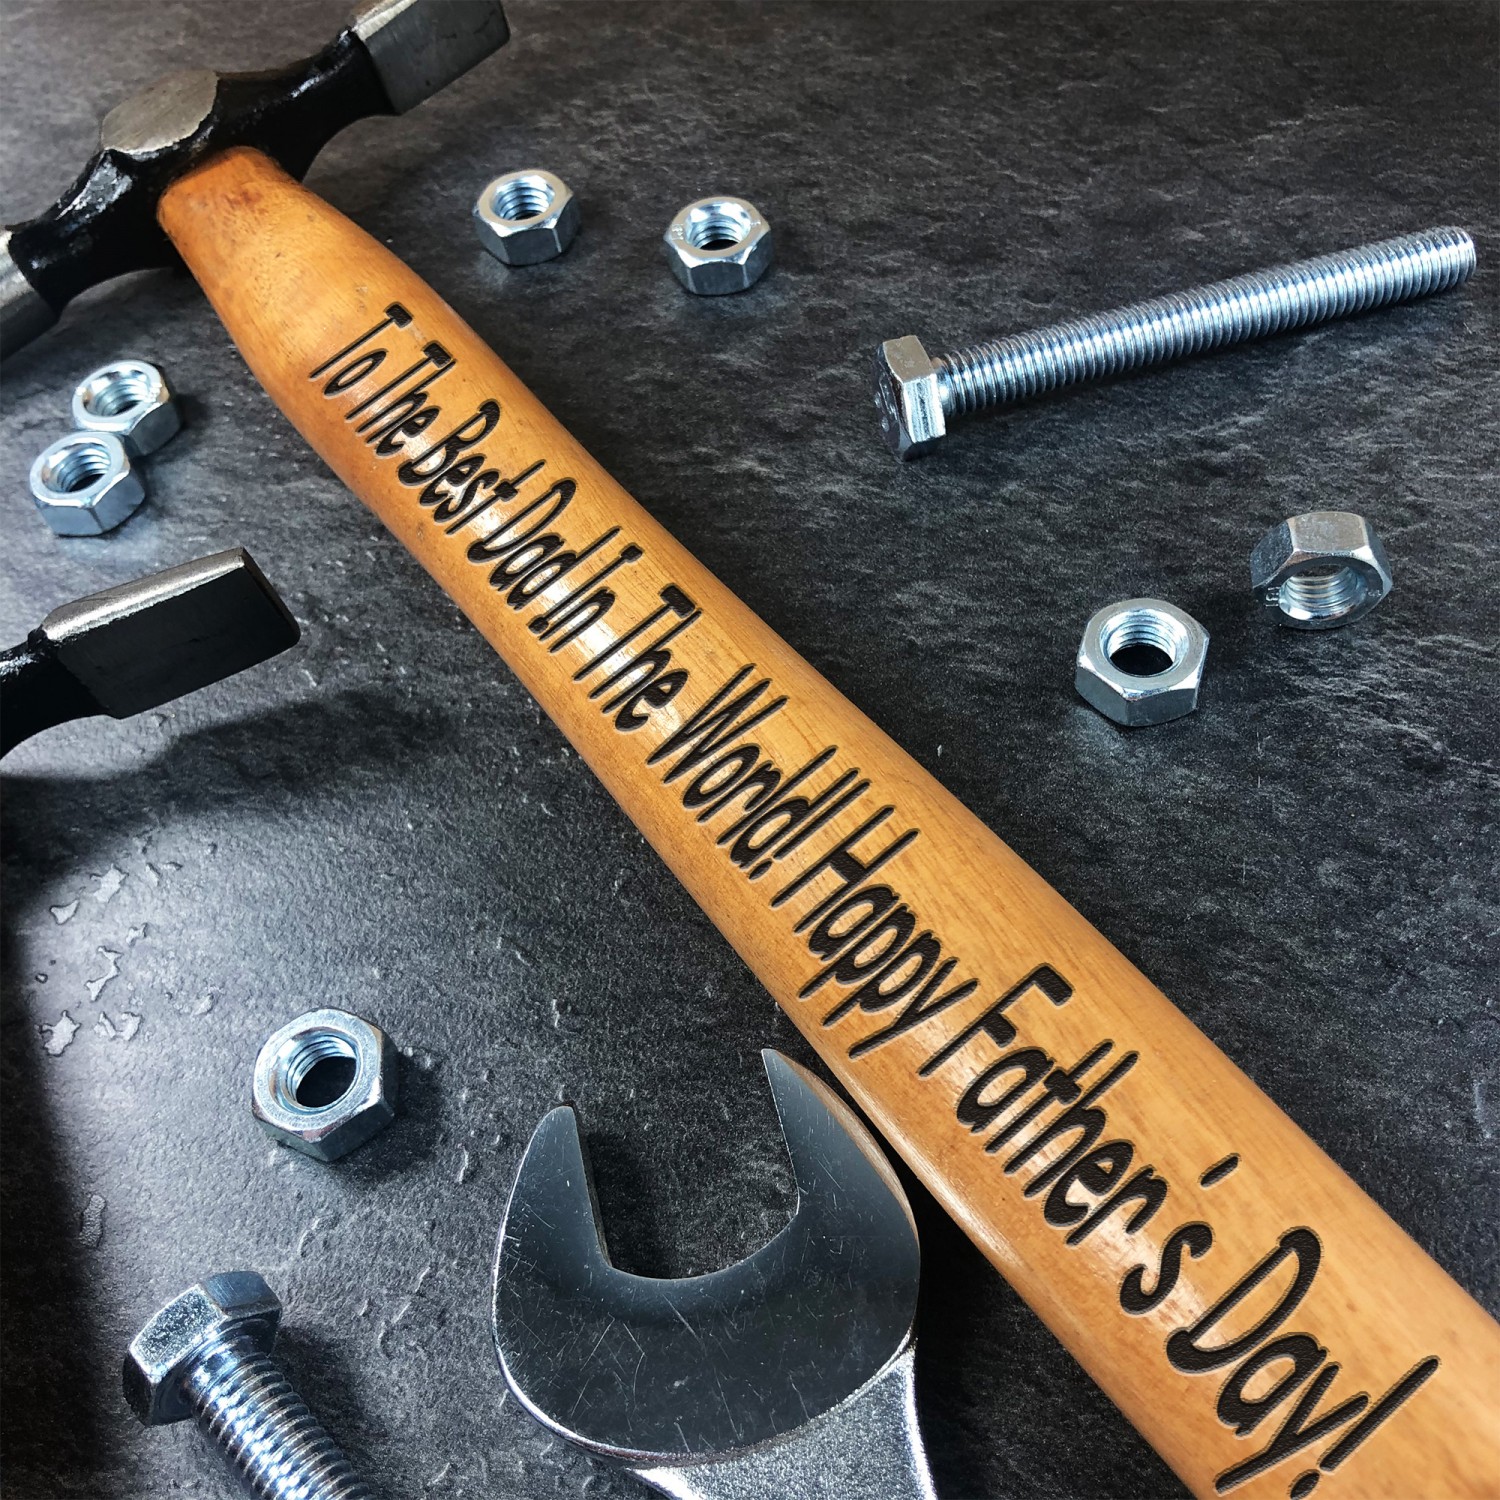 To The Best Dad In The World! Happy Father's Day!